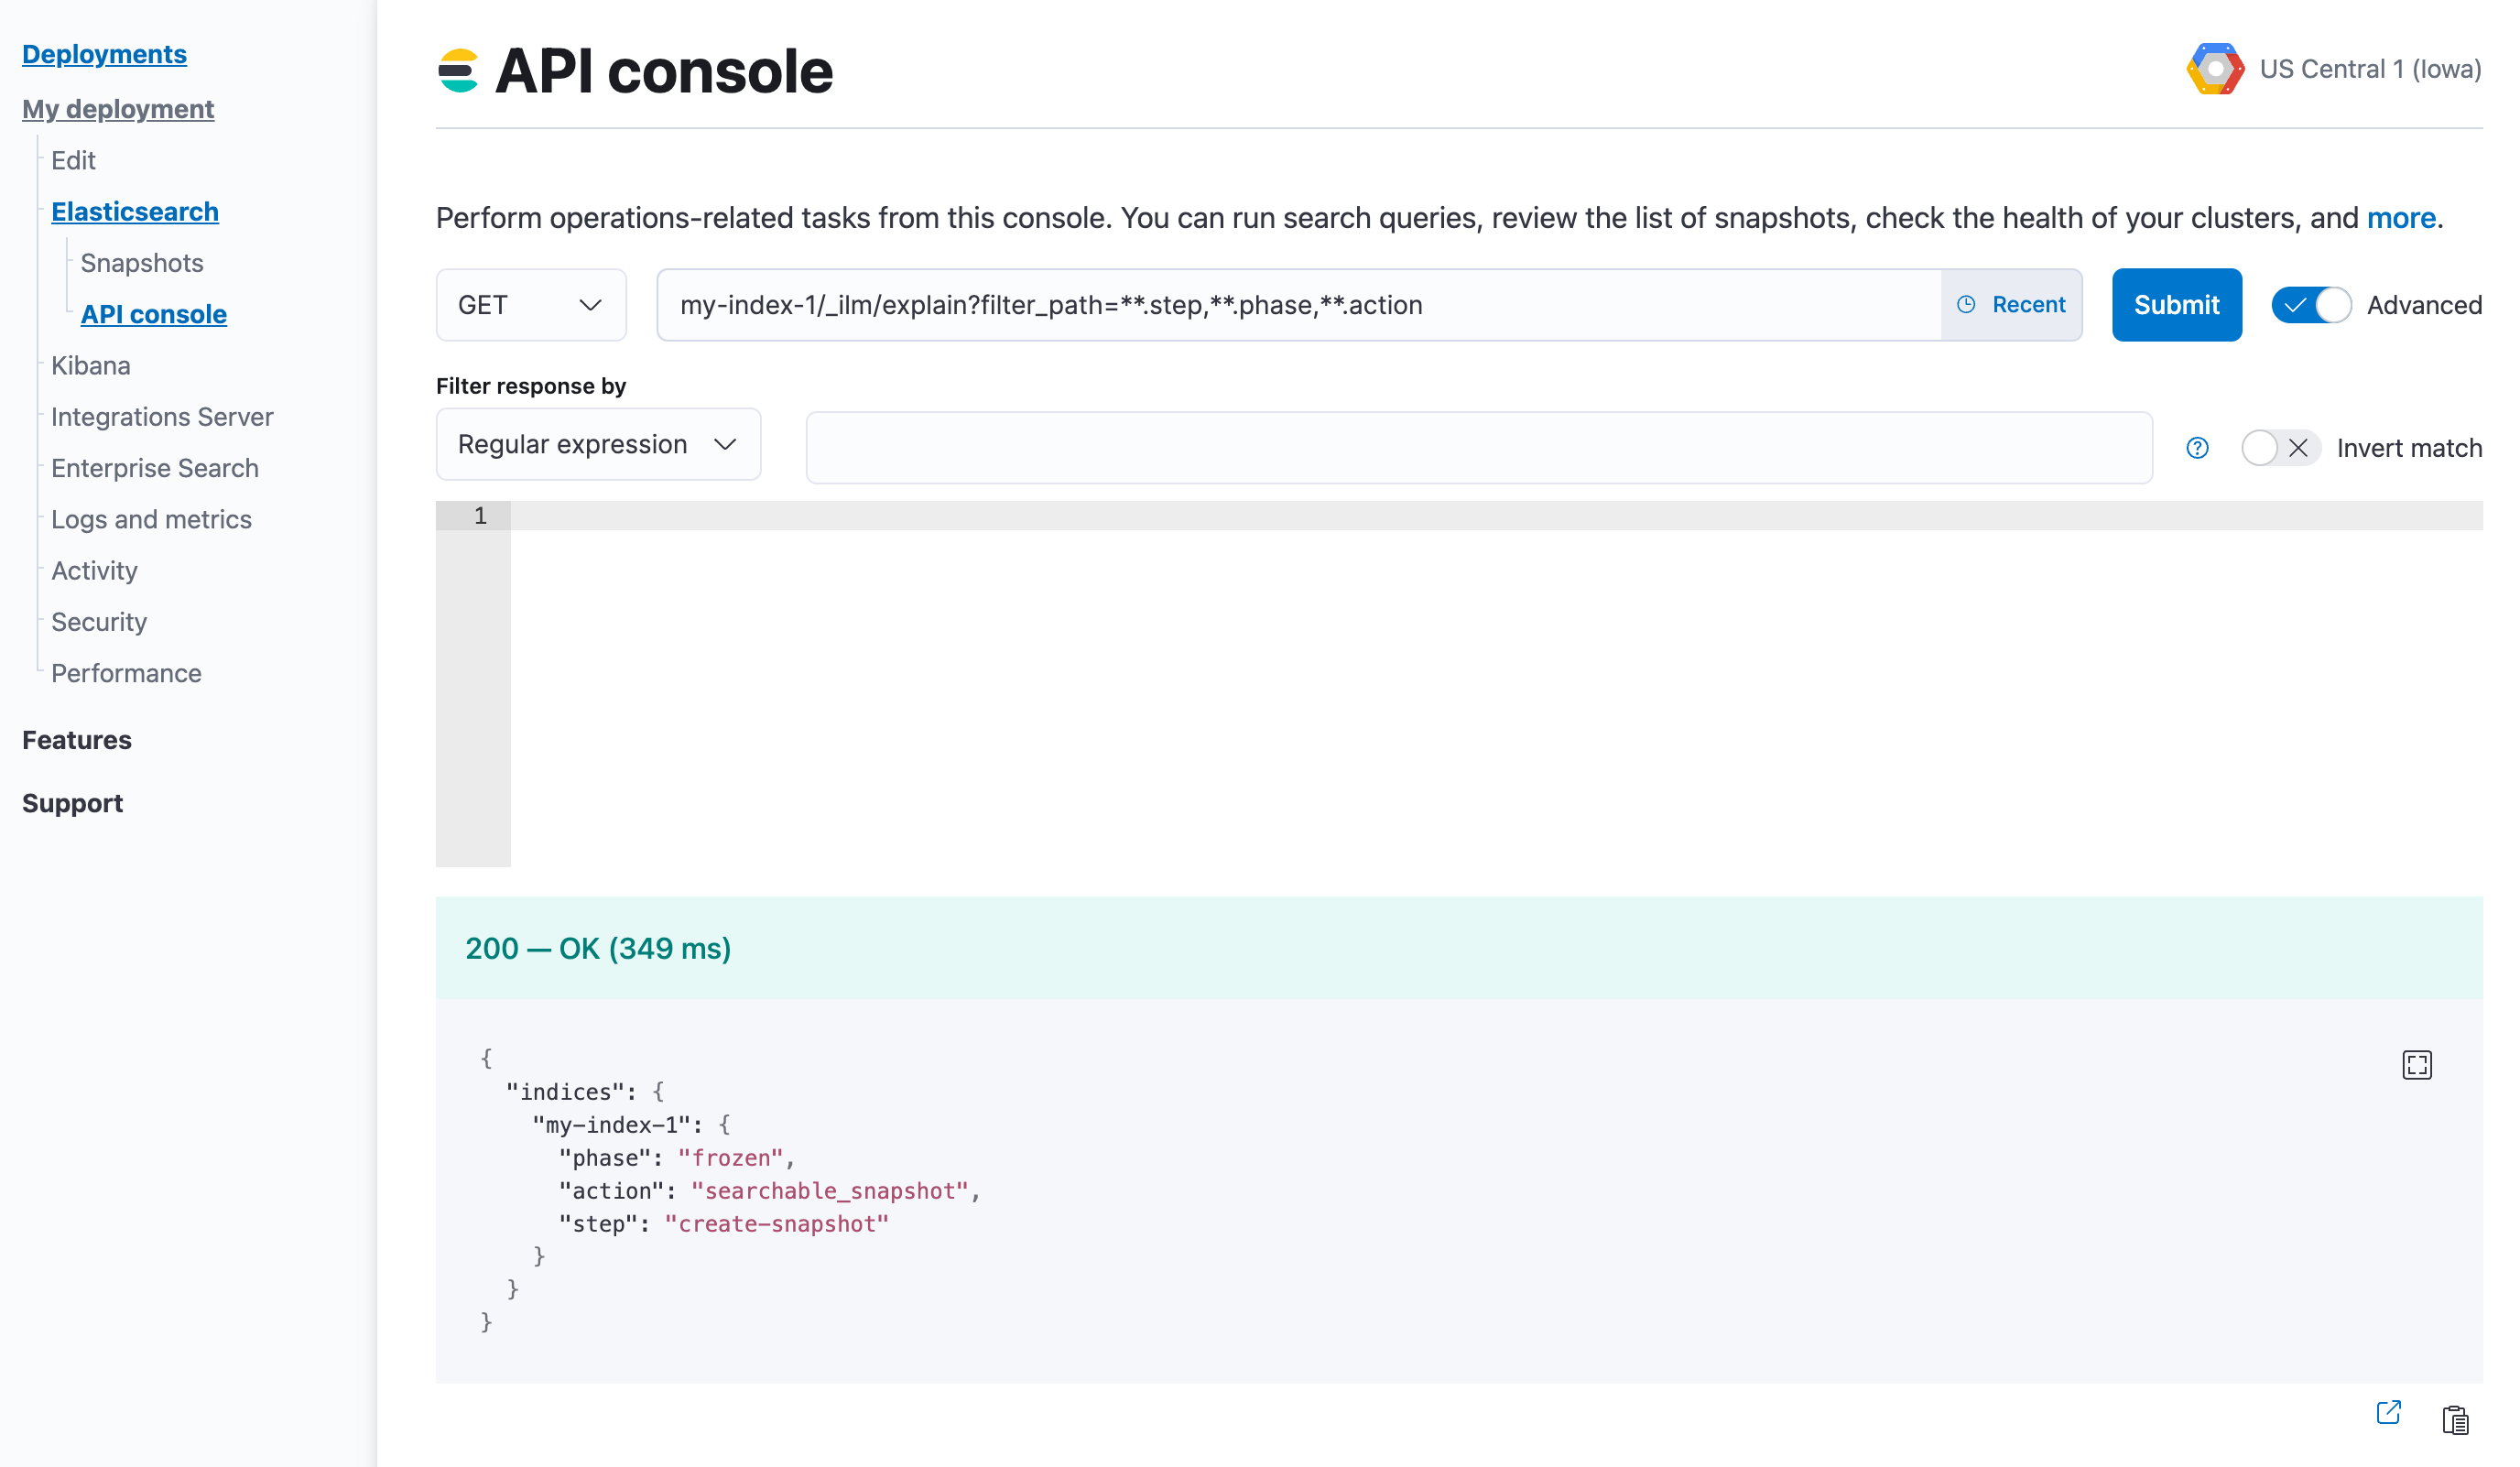 Deployments
My deployment
Edit
Elasticsearch
Snapshots
API console
Kibana
Integrations Server
Enterprise Search
Logs and metrics
Activity
Security
Performance
Features
Support
API console
US Central 1 (Iowa)
Perform operations-related tasks from this console. You can run search queries, review the list of snapshots, check the health of your clusters, and more.
GET my-index-1/_ilm/explain?filter_path=**.step,**.phase,**.action Recent Submit Advanced
Filter response by
Regular expression Invert match
1
200 — OK (349 ms)
{
  "indices": {
    "my-index-1": {
      "phase": "frozen",
      "action": "searchable_snapshot",
      "step": "create-snapshot"
    }
  }
}